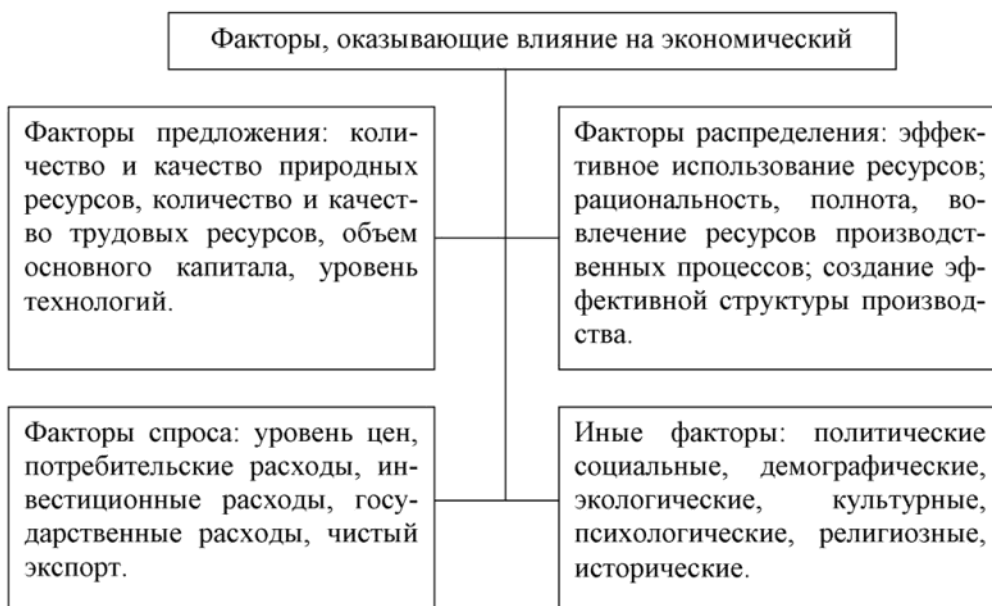 Факторы, оказывающие влияние на экономический
Факторы предложения: коли-
чество и качество природных
ресурсов, количество и качест-
во трудовых ресурсов, объем
основного капитала, уровень
технологий.
Факторы распределения: эффек-
тивное использование ресурсов;
рациональность, полнота, во-
влечение ресурсов производст-
венных процессов; создание эф-
фективной структуры производ-
ства.
Факторы спроса: уровень цен,
потребительские расходы, ин-
вестиционные расходы, госу-
дарственные расходы, чистый
экспорт.
Иные факторы: политические
социальные, демографические,
экологические, культурные,
психологические, религиозные,
исторические.